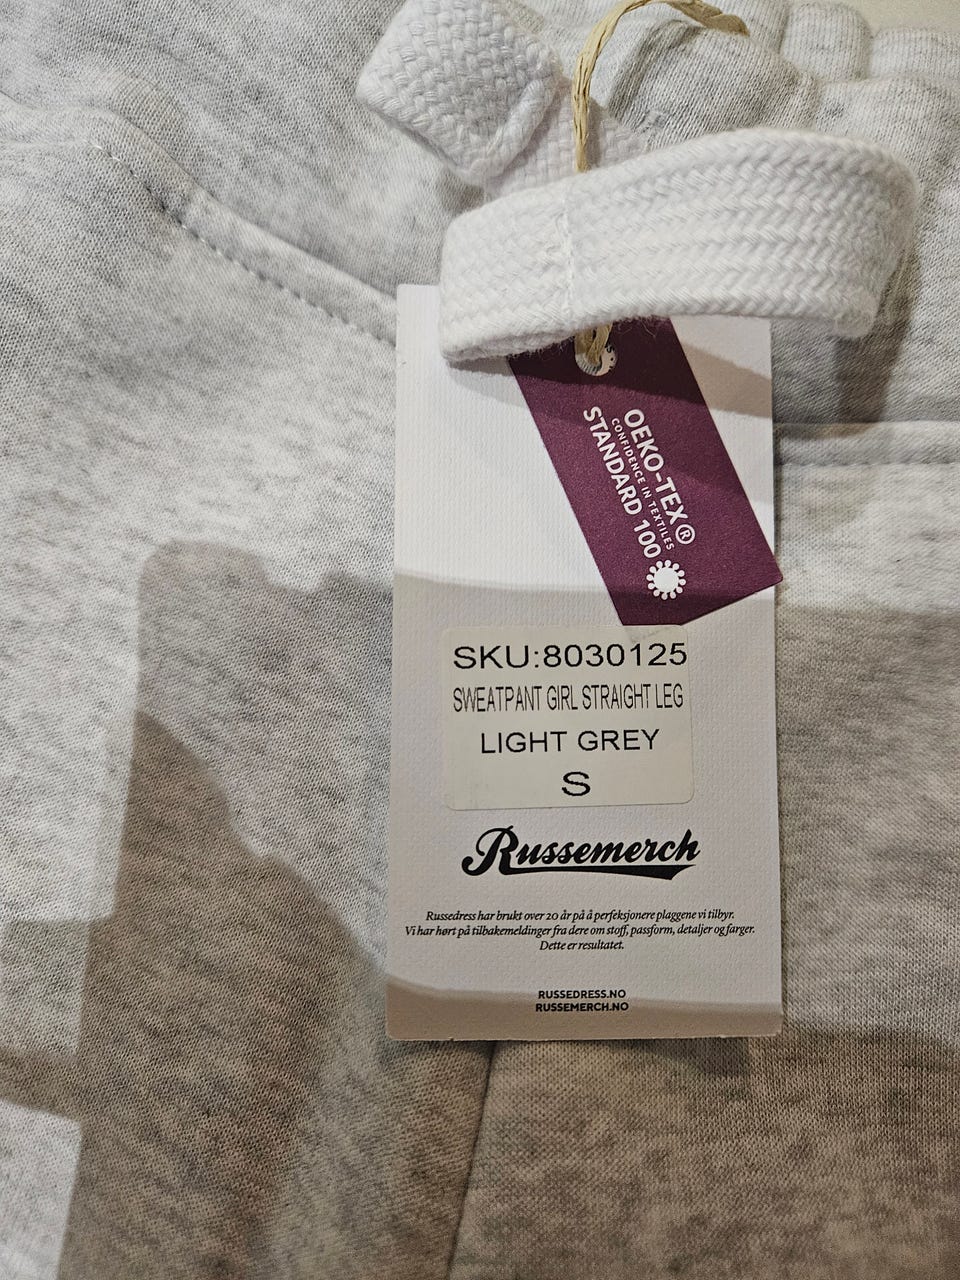 OEKO-TEX®
CONFIDENCE IN TEXTILES
STANDARD 100
SKU:8030125
SWEATPANT GIRL STRAIGHT LEG
LIGHT GREY
S
Russemerch
Russedress har brukt over 20 år på å perfeksjonere plaggene vi tilbyr.
Vi har hørt på tilbakemeldinger fra dere om stoff, passform, detaljer og farger.
Dette er resultatet.
RUSSEDRESS.NO
RUSSEMERCH.NO